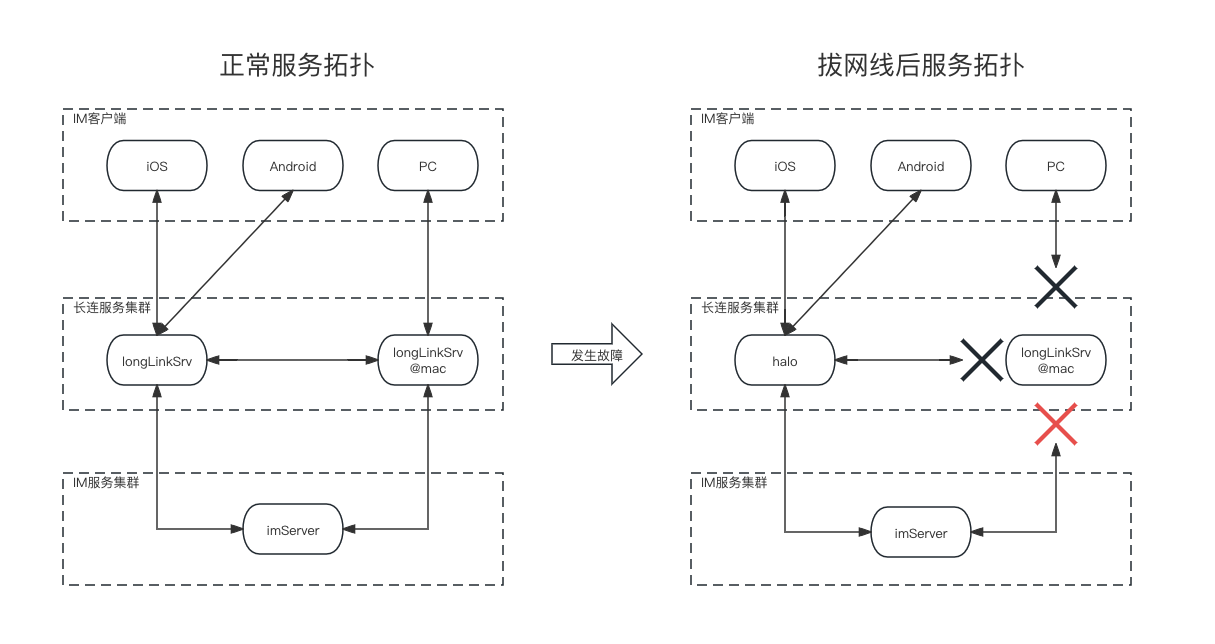 正常服务拓扑
IM客户端
iOS
Android
PC
长连服务集群
longLinkSrv
longLinkSrv
@mac
IM服务集群
imServer
发生故障
拔网线后服务拓扑
IM客户端
iOS
Android
PC
长连服务集群
halo
longLinkSrv
@mac
IM服务集群
imServer